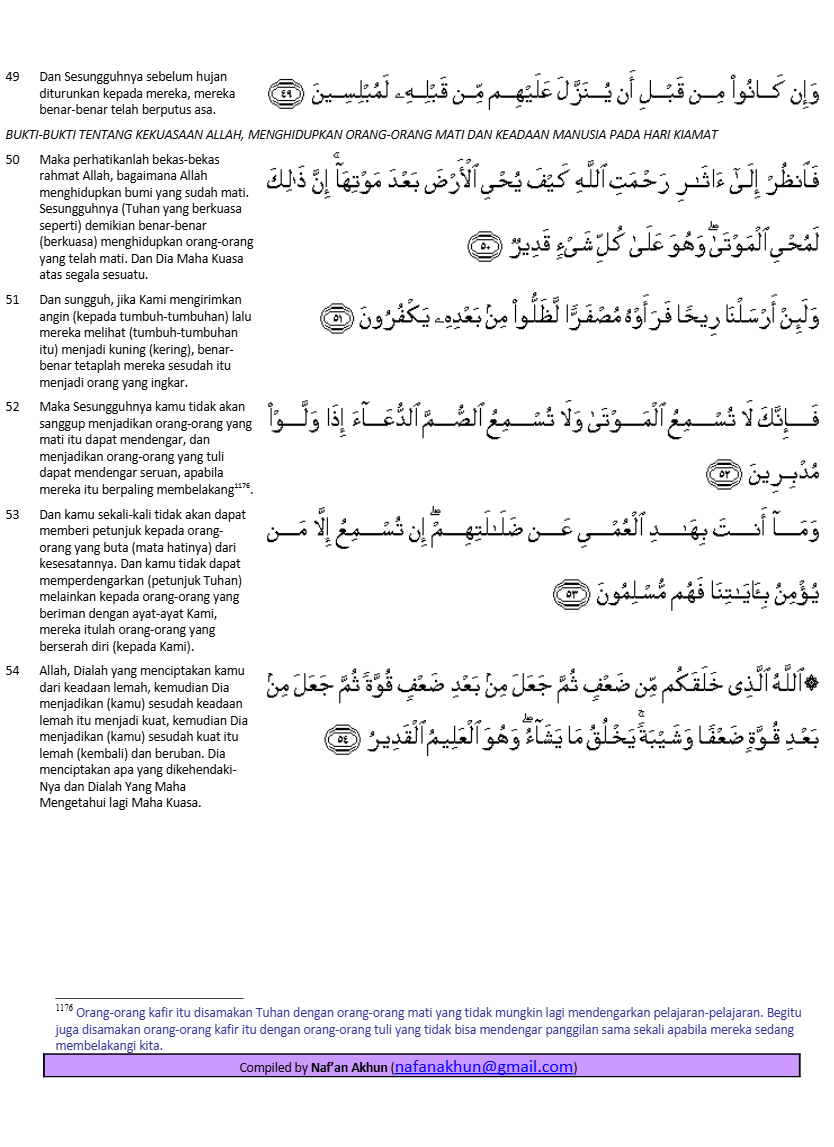 49 Dan Sesungguhnya sebelum hujan
diturunkan kepada mereka, mereka
benar-benar telah berputus asa.
وَإِن كَانُوا۟ مِن قَبْلِ أَن يُنَزَّلَ عَلَيْهِم مِّن قَبْلِهِۦ لَمُبْلِسِينَ ٤٩
BUKTI-BUKTI TENTANG KEKUASAAN ALLAH, MENGHIDUPKAN ORANG-ORANG MATI DAN KEADAAN MANUSIA PADA HARI KIAMAT
50 Maka perhatikanlah bekas-bekas
rahmat Allah, bagaimana Allah
menghidupkan bumi yang sudah mati.
Sesungguhnya (Tuhan yang berkuasa
seperti) demikian benar-benar
(berkuasa) menghidupkan orang-orang
yang telah mati. Dan Dia Maha Kuasa
atas segala sesuatu.
فَٱنظُرْ إِلَىٰٓ ءَاثَـٰرِ رَحْمَتِ ٱللَّهِ كَيْفَ يُحْىِ ٱلْأَرْضَ بَعْدَ مَوْتِهَآ ۚ إِنَّ ذَٰلِكَ
لَمُحْىِ ٱلْمَوْتَىٰ ۖ وَهُوَ عَلَىٰ كُلِّ شَىْءٍ قَدِيرٌ ٥٠
51 Dan sungguh, jika Kami mengirimkan
angin (kepada tumbuh-tumbuhan) lalu
mereka melihat (tumbuh-tumbuhan
itu) menjadi kuning (kering), benar-
benar tetaplah mereka sesudah itu
menjadi orang yang ingkar.
وَلَئِنْ أَرْسَلْنَا رِيحًا فَرَأَوْهُ مُصْفَرًّا لَّظَلُّوا۟ مِنۢ بَعْدِهِۦ يَكْفُرُونَ ٥١
52 Maka Sesungguhnya kamu tidak akan
sanggup menjadikan orang-orang yang
mati itu dapat mendengar, dan
menjadikan orang-orang yang tuli
dapat mendengar seruan, apabila
mereka itu berpaling membelakang1176.
فَإِنَّكَ لَا تُسْمِعُ ٱلْمَوْتَىٰ وَلَا تُسْمِعُ ٱلصُّمَّ ٱلدُّعَآءَ إِذَا وَلَّوْا۟
مُدْبِرِينَ ٥٢
53 Dan kamu sekali-kali tidak akan dapat
memberi petunjuk kepada orang-
orang yang buta (mata hatinya) dari
kesesatannya. Dan kamu tidak dapat
memperdengarkan (petunjuk Tuhan)
melainkan kepada orang-orang yang
beriman dengan ayat-ayat Kami,
mereka itulah orang-orang yang
berserah diri (kepada Kami).
وَمَآ أَنتَ بِهَـٰدِ ٱلْعُمْىِ عَن ضَلَـٰلَتِهِمْ ۖ إِن تُسْمِعُ إِلَّا مَن
يُؤْمِنُ بِـَٔايَـٰتِنَا فَهُم مُّسْلِمُونَ ٥٣
54 Allah, Dialah yang menciptakan kamu
dari keadaan lemah, kemudian Dia
menjadikan (kamu) sesudah keadaan
lemah itu menjadi kuat, kemudian Dia
menjadikan (kamu) sesudah kuat itu
lemah (kembali) dan beruban. Dia
menciptakan apa yang dikehendaki-
Nya dan Dialah Yang Maha
Mengetahui lagi Maha Kuasa.
۞ ٱللَّهُ ٱلَّذِى خَلَقَكُم مِّن ضَعْفٍ ثُمَّ جَعَلَ مِنۢ بَعْدِ ضَعْفٍ قُوَّةً ثُمَّ جَعَلَ مِنۢ
بَعْدِ قُوَّةٍ ضَعْفًا وَشَيْبَةً ۚ يَخْلُقُ مَا يَشَآءُ ۖ وَهُوَ ٱلْعَلِيمُ ٱلْقَدِيرُ ٥٤
1176 Orang-orang kafir itu disamakan Tuhan dengan orang-orang mati yang tidak mungkin lagi mendengarkan pelajaran-pelajaran. Begitu
juga disamakan orang-orang kafir itu dengan orang-orang tuli yang tidak bisa mendengar panggilan sama sekali apabila mereka sedang
membelakangi kita.
Compiled by Naf’an Akhun (nafanakhun@gmail.com)